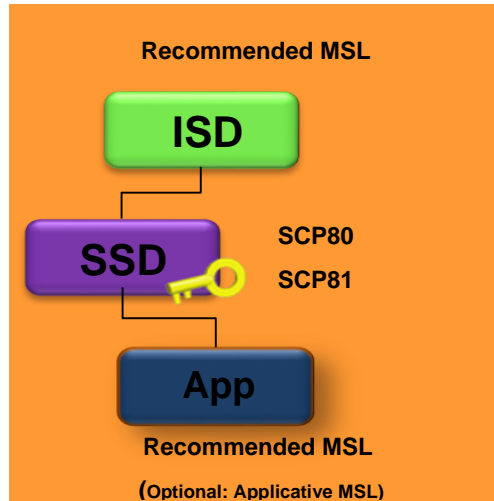 Recommended MSL
ISD
SSD
SCP80
SCP81
App
Recommended MSL
(Optional: Applicative MSL)